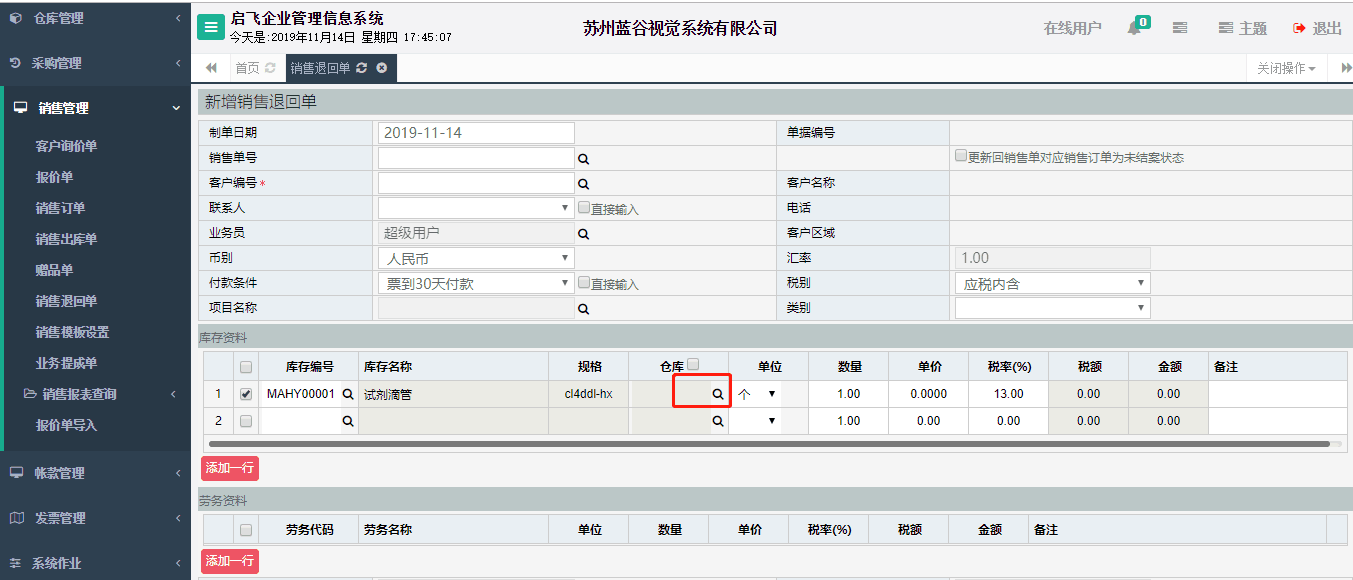 仓库管理
采购管理
销售管理
客户询价单
报价单
销售订单
销售出库单
赠品单
销售退回单
销售模板设置
业务提成单
销售报表查询
报价单导入
帐款管理
发票管理
系统作业
启飞企业管理信息系统
今天是:2019年11月14日 星期四 17:45:07
苏州蓝谷视觉系统有限公司
在线用户 0 主题 退出
首页 销售退回单 关闭操作
新增销售退回单
制单日期 2019-11-14 单据编号
销售单号 更新回销售单对应销售订单为未结案状态
客户编号* 客户名称
联系人 直接输入 电话
业务员 超级用户 客户区域
币别 人民币 汇率 1.00
付款条件 票到30天付款 直接输入 税别 应税内含
项目名称 类别
库存资料
库存编号 库存名称 规格 仓库 单位 数量 单价 税率(%) 税额 金额 备注
1 MAHY00001 试剂滴管 cl4ddl-hx 个 1.00 0.0000 13.00 0.00 0.00
2 1.00 0.00 0.00 0.00 0.00
添加一行
劳务资料
劳务代码 劳务名称 单位 数量 单价 税率(%) 税额 金额 备注
添加一行